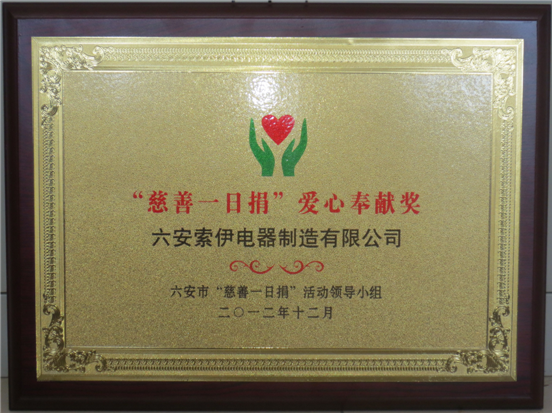 “慈善一日捐”爱心奉献奖
六安索伊电器制造有限公司
六安市“慈善一日捐”活动领导小组
二〇一二年十二月